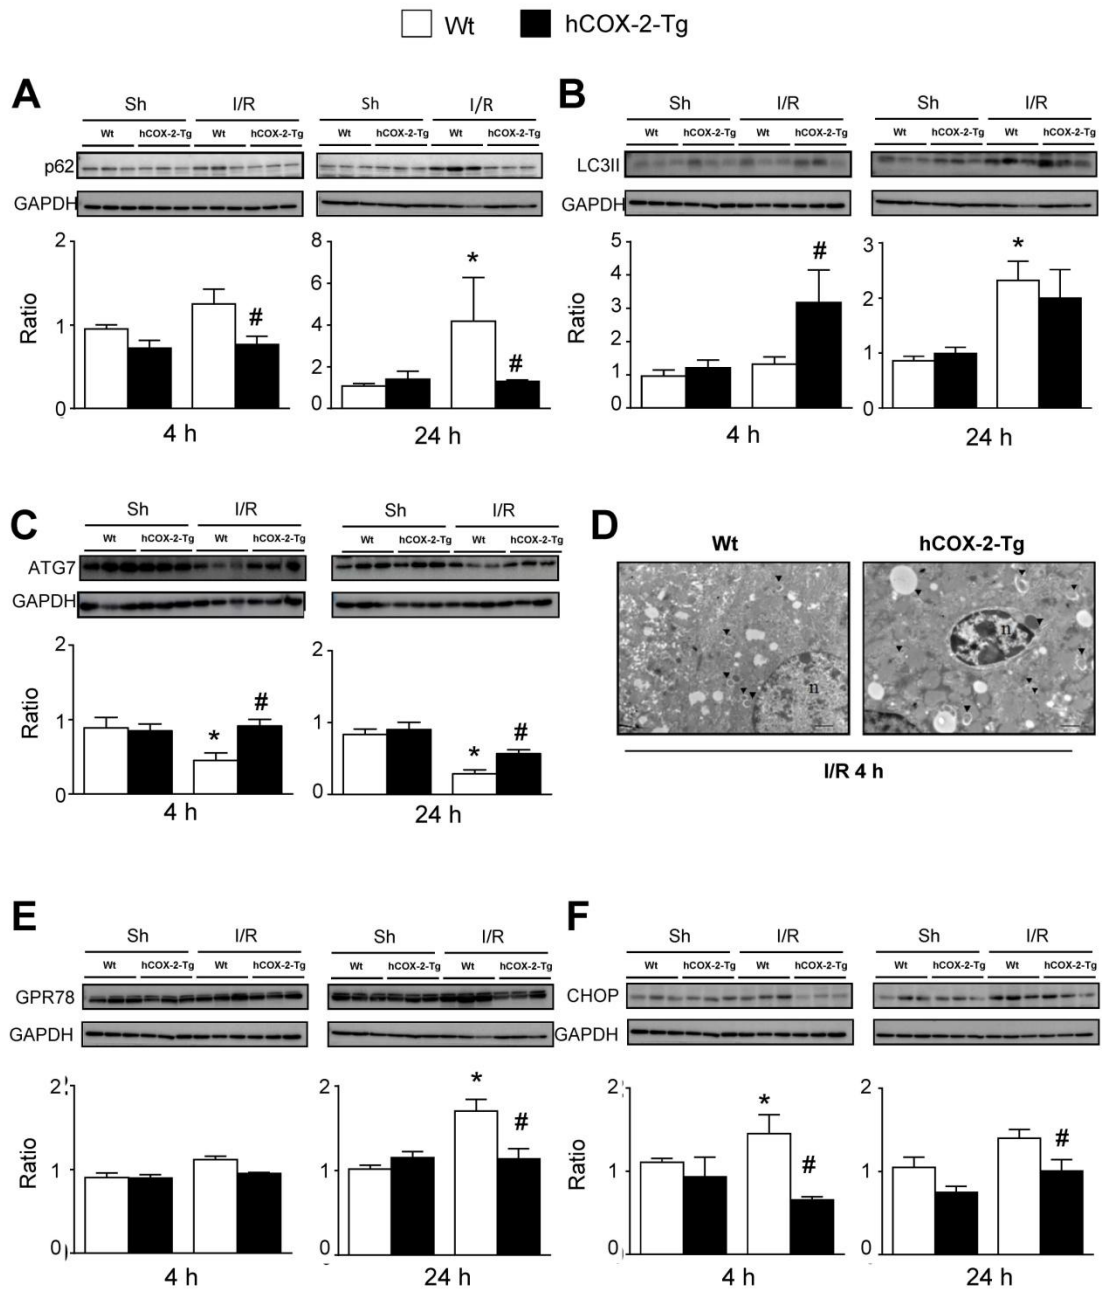 Wt hCOX-2-Tg
A
Sh I/R Sh I/R
Wt hCOX-2-Tg Wt hCOX-2-Tg Wt hCOX-2-Tg Wt hCOX-2-Tg
p62
GAPDH
2 8
# * #
6
Ratio 1 4
2
0 0
4 h 24 h
B
Sh I/R Sh I/R
Wt hCOX-2-Tg Wt hCOX-2-Tg Wt hCOX-2-Tg Wt hCOX-2-Tg
LC3II
GAPDH
5 3
# *
4
Ratio 3 2
2
1 1
0 0
4 h 24 h
C
Sh I/R Sh I/R
Wt hCOX-2-Tg Wt hCOX-2-Tg Wt hCOX-2-Tg Wt hCOX-2-Tg
ATG7
GAPDH
2 2
Ratio 1 * # 1 * #
0 0
4 h 24 h
D
Wt hCOX-2-Tg
n n
I/R 4 h
E
Sh I/R Sh I/R
Wt hCOX-2-Tg Wt hCOX-2-Tg Wt hCOX-2-Tg Wt hCOX-2-Tg
GPR78
GAPDH
2 2
* #
Ratio 1 1
0 0
4 h 24 h
F
Sh I/R Sh I/R
Wt hCOX-2-Tg Wt hCOX-2-Tg Wt hCOX-2-Tg Wt hCOX-2-Tg
CHOP
GAPDH
2 2
* # #
Ratio 1 1
0 0
4 h 24 h